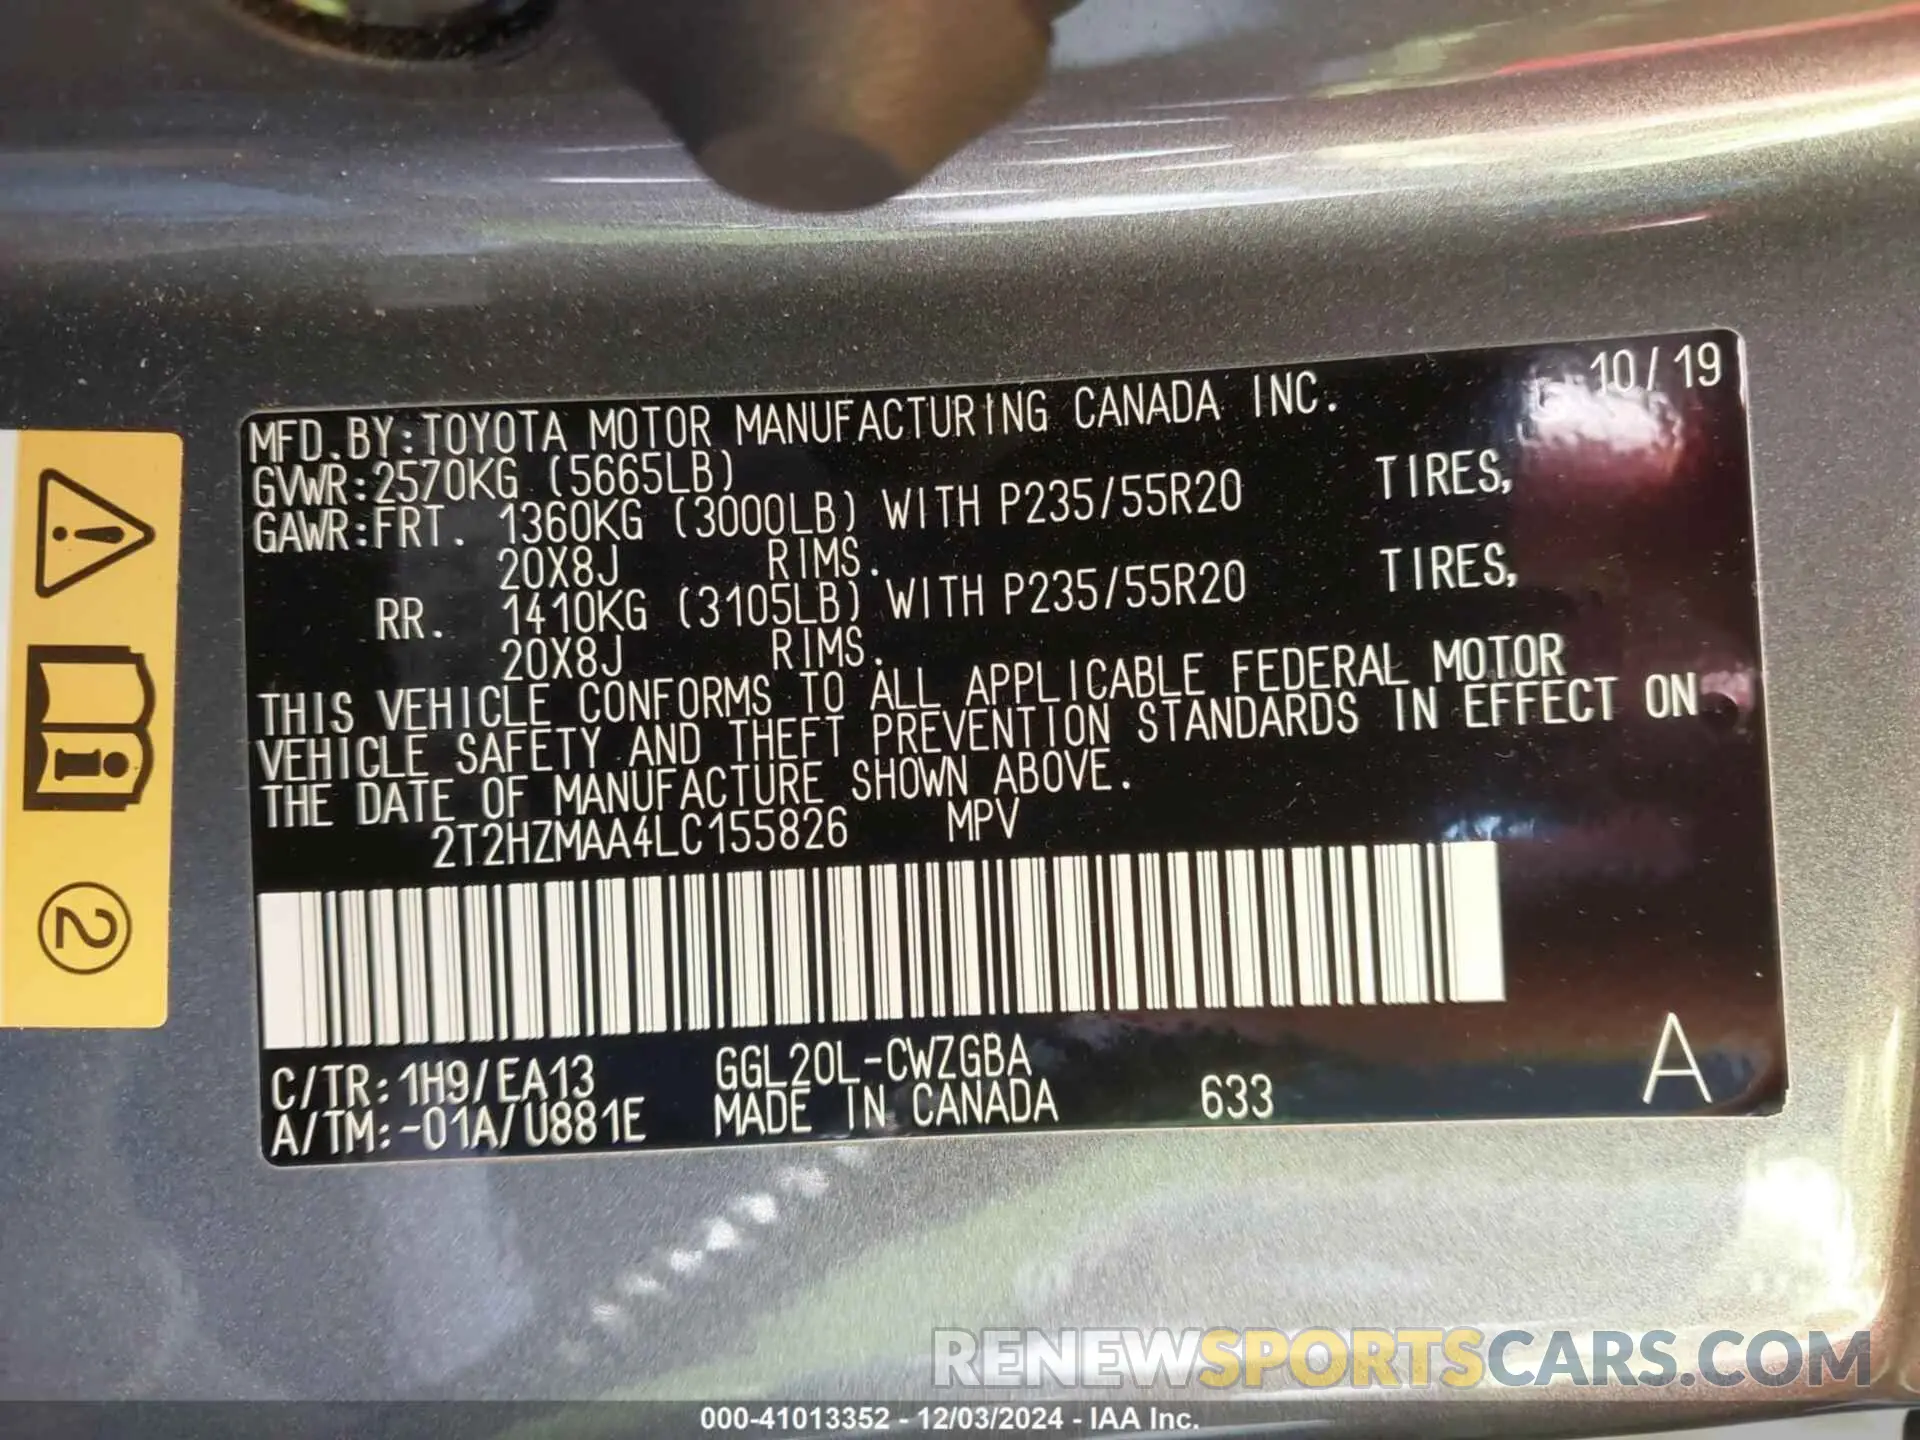 10/19
MFD.BY:TOYOTA MOTOR MANUFACTURING CANADA INC.
GVWR:2570KG (5665LB)
GAWR:FRT. 1360KG (3000LB) WITH P235/55R20 TIRES,
20X8J RIMS.
RR. 1410KG (3105LB) WITH P235/55R20 TIRES,
20X8J RIMS.
THIS VEHICLE CONFORMS TO ALL APPLICABLE FEDERAL MOTOR
VEHICLE SAFETY AND THEFT PREVENTION STANDARDS IN EFFECT ON
THE DATE OF MANUFACTURE SHOWN ABOVE.
2T2HZMAA4LC155826 MPV
C/TR:1H9/EA13 GGL20L-CWZGBA
A/TM:-01A/U881E MADE IN CANADA 633 A
2
RENEWSPORTSCARS.COM
000-41013352 - 12/03/2024 - IAA Inc.